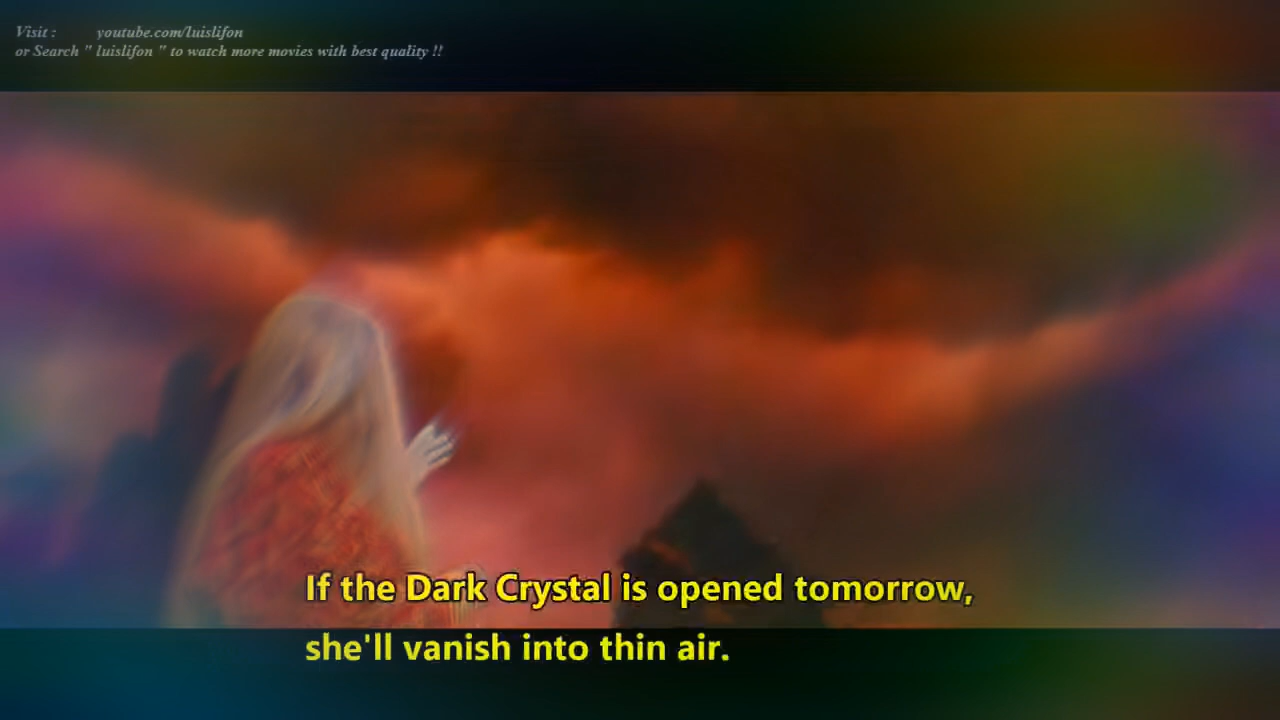 Visit : youtube.com/luislifon
or Search " luislifon " to watch more movies with best quality !!
If the Dark Crystal is opened tomorrow,
she'll vanish into thin air.